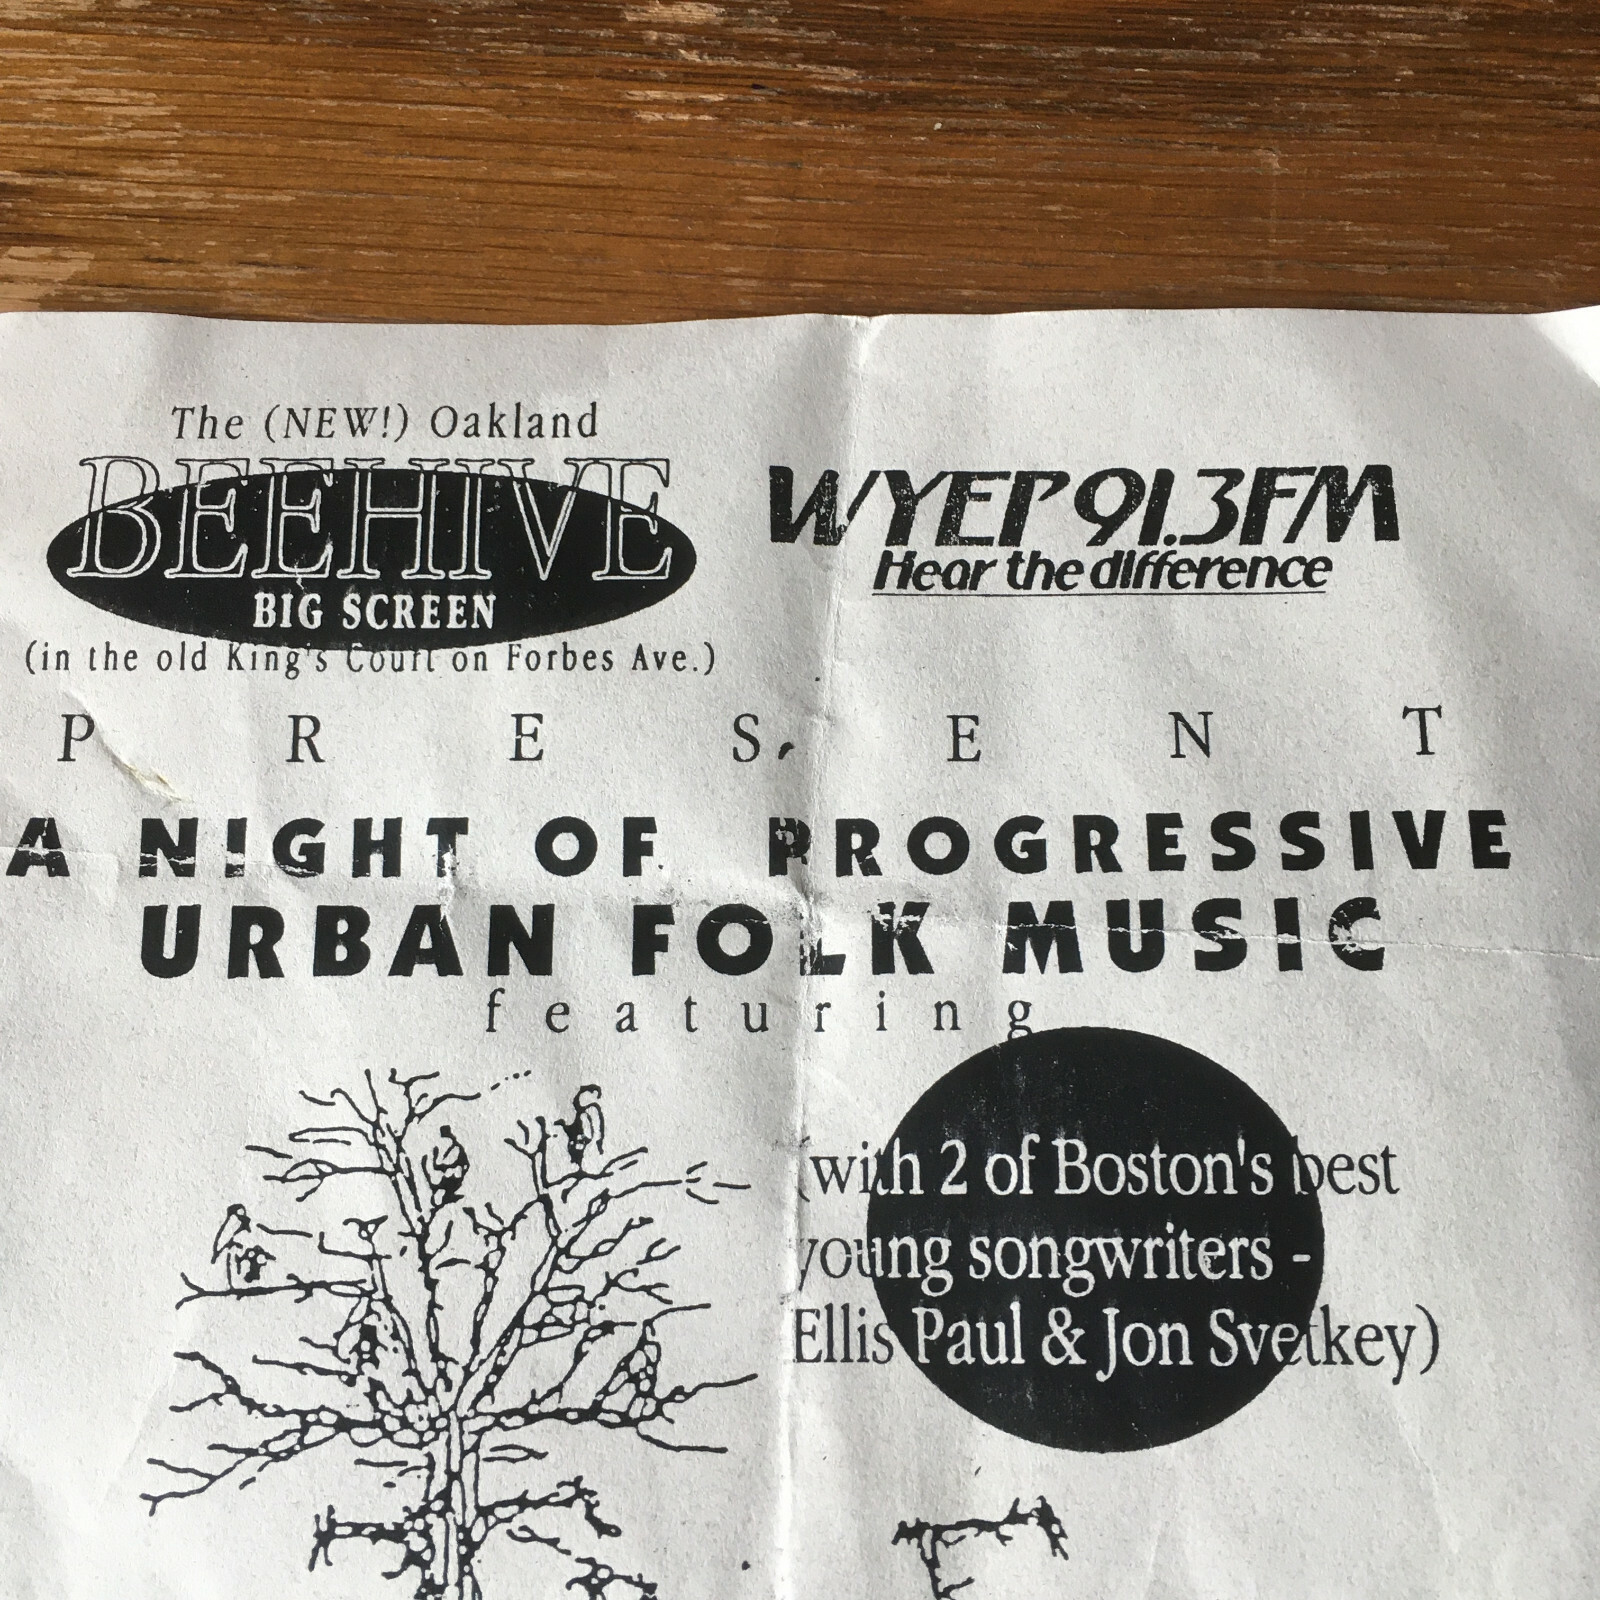 The (NEW!) Oakland
BEEHIVE
BIG SCREEN
(in the old King's Court on Forbes Ave.)
WYEP 91.3FM
Hear the difference
PRESENT
A NIGHT OF PROGRESSIVE
URBAN FOLK MUSIC
featuring
(with 2 of Boston's best
young songwriters -
Ellis Paul & Jon Svetkey)